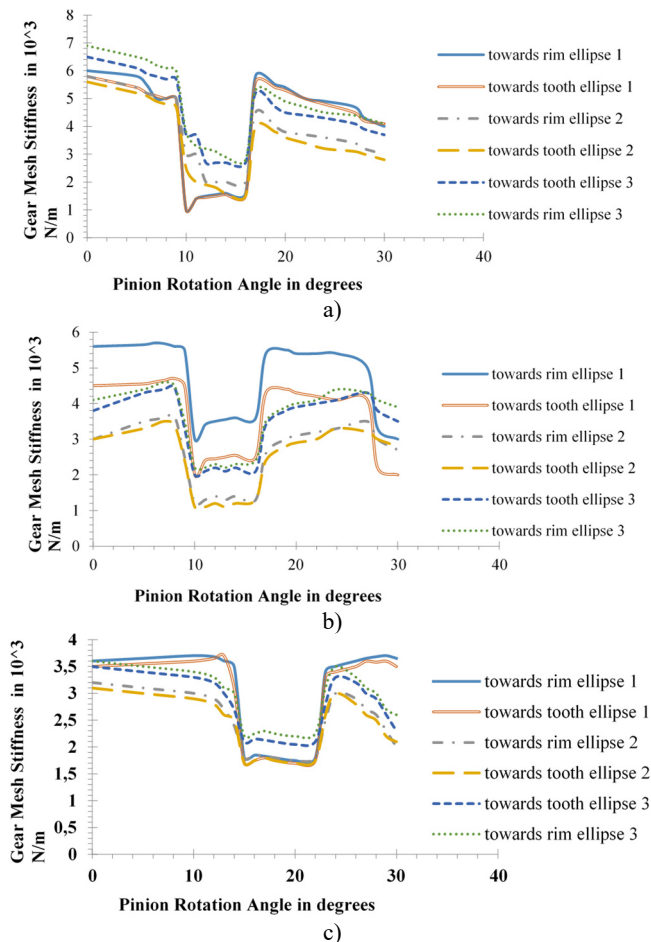 a)
Gear Mesh Stiffness in 10^3
N/m
8
7
6
5
4
3
2
1
0
0 10 20 30 40
Pinion Rotation Angle in degrees
towards rim ellipse 1
towards tooth ellipse 1
towards rim ellipse 2
towards tooth ellipse 2
towards tooth ellipse 3
towards rim ellipse 3
a)
Gear Mesh Stiffness in 10^3
N/m
6
5
4
3
2
1
0
0 10 20 30 40
Pinion Rotation Angle in degrees
towards rim ellipse 1
towards tooth ellipse 1
towards rim ellipse 2
towards tooth ellipse 2
towards tooth ellipse 3
towards rim ellipse 3
b)
Gear Mesh Stiffness in 10^3
N/m
4
3,5
3
2,5
2
1,5
1
0,5
0
0 10 20 30 40
Pinion Rotation Angle in degrees
towards rim ellipse 1
towards tooth ellipse 1
towards rim ellipse 2
towards tooth ellipse 2
towards tooth ellipse 3
towards rim ellipse 3
c)